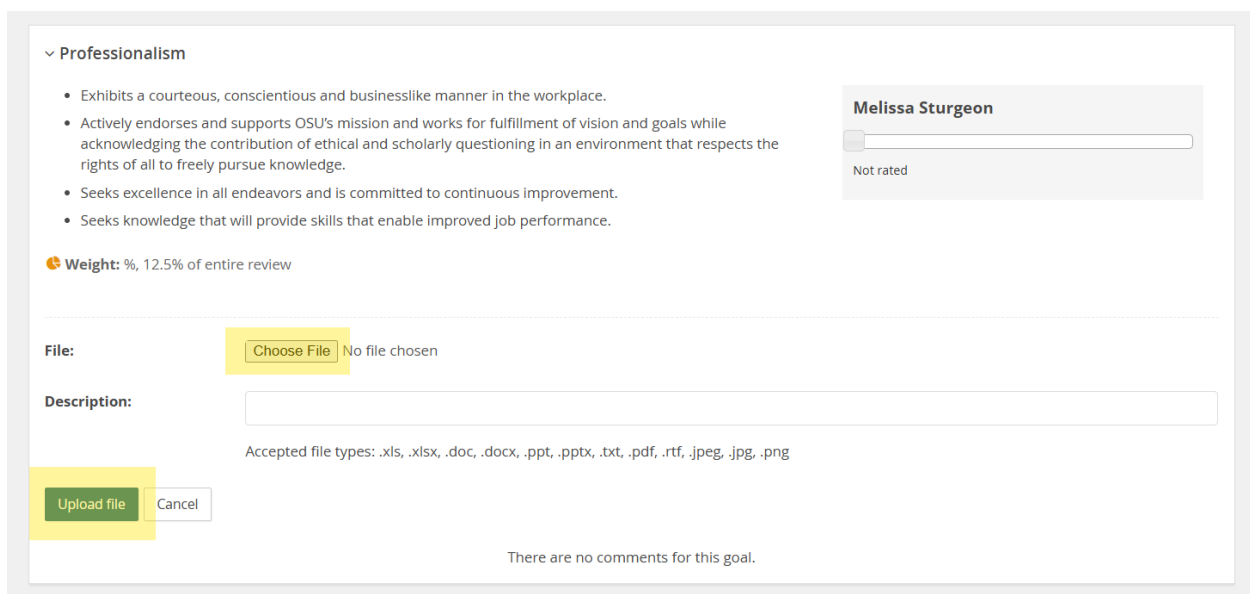 Professionalism
Exhibits a courteous, conscientious and businesslike manner in the workplace.
Actively endorses and supports OSU's mission and works for fulfillment of vision and goals while
acknowledging the contribution of ethical and scholarly questioning in an environment that respects the
rights of all to freely pursue knowledge.
Seeks excellence in all endeavors and is committed to continuous improvement.
Seeks knowledge that will provide skills that enable improved job performance.
Melissa Sturgeon
Not rated
Weight: %, 12.5% of entire review
File: Choose File No file chosen
Description:
Accepted file types: .xls, .xlsx, .doc, .docx, .ppt, .pptx, .txt, .pdf, .rtf, .jpeg, .jpg, .png
Upload file Cancel
There are no comments for this goal.